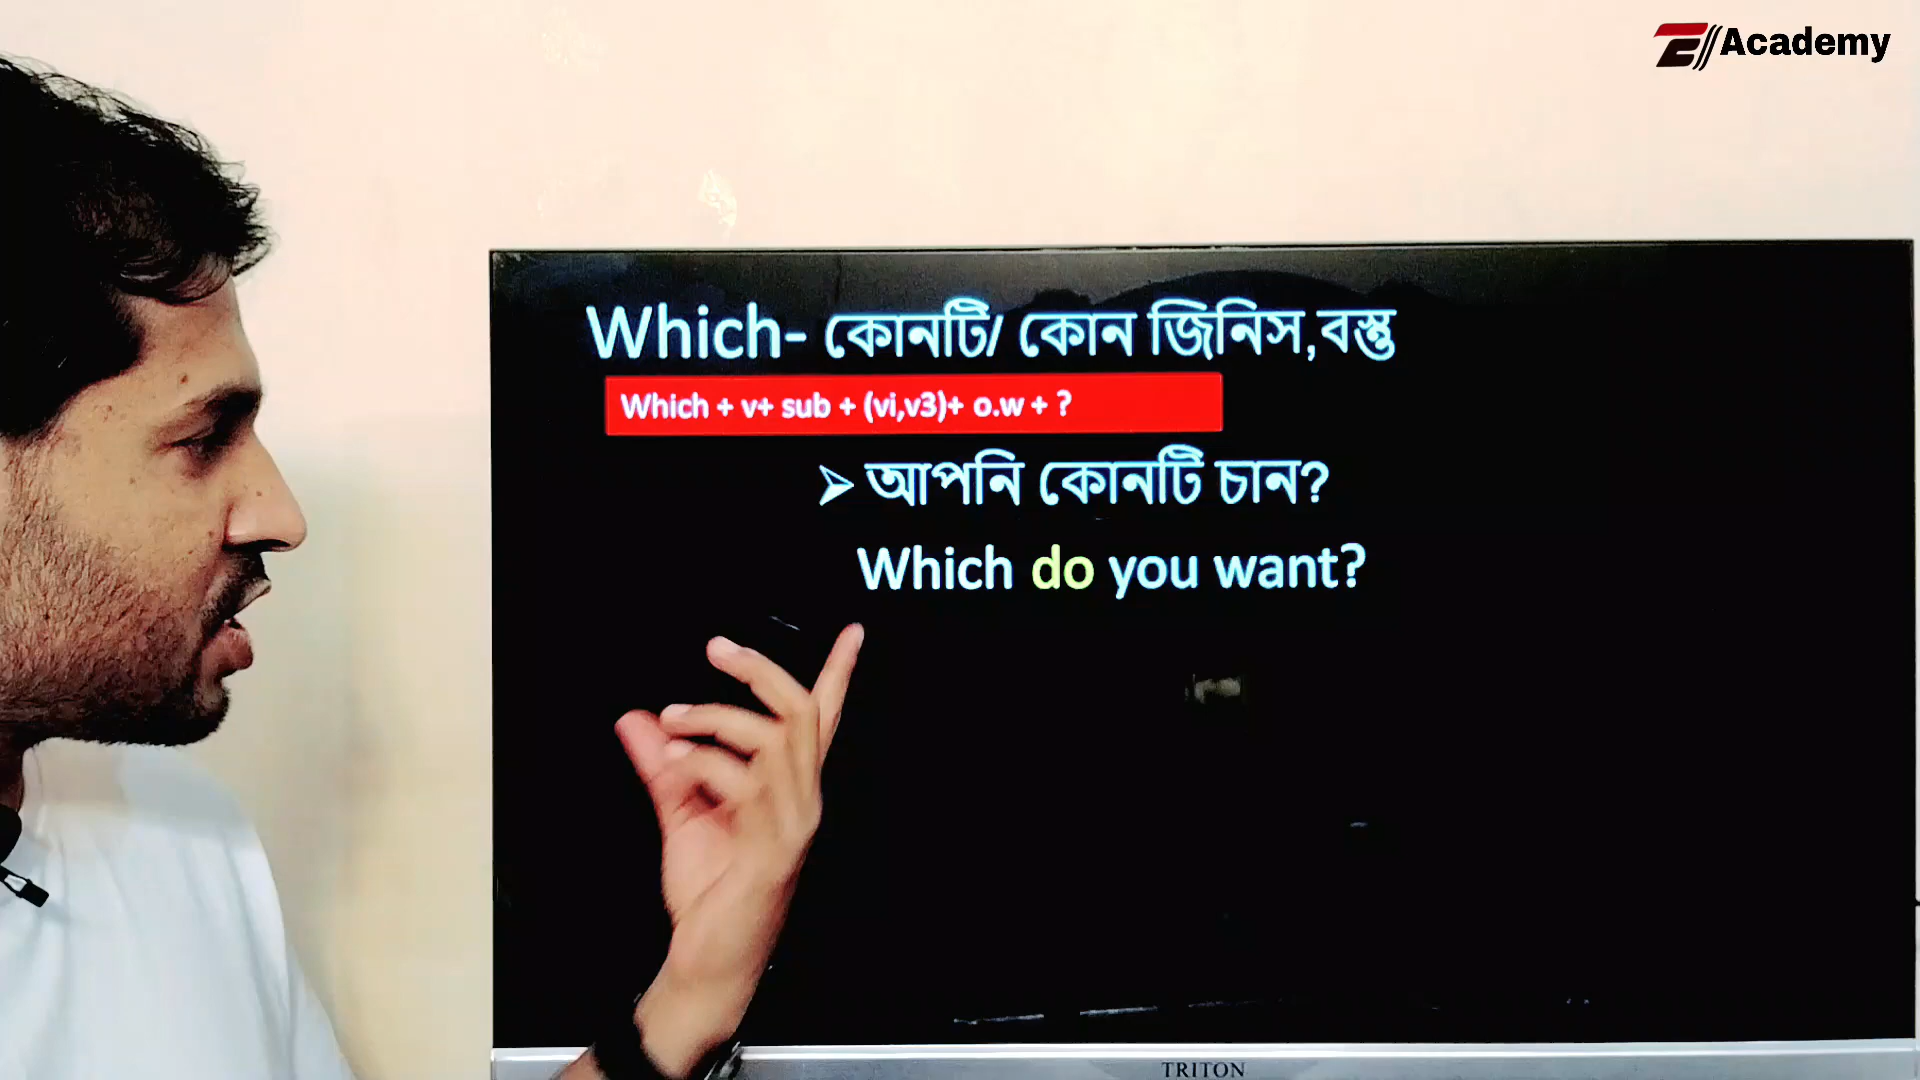 Academy
Which- কোনটি/ কোন জিনিস,বস্তু
Which + v+ sub + (vi,v3)+ o.w + ?
➢ আপনি কোনটি চান?
Which do you want?
TRITON